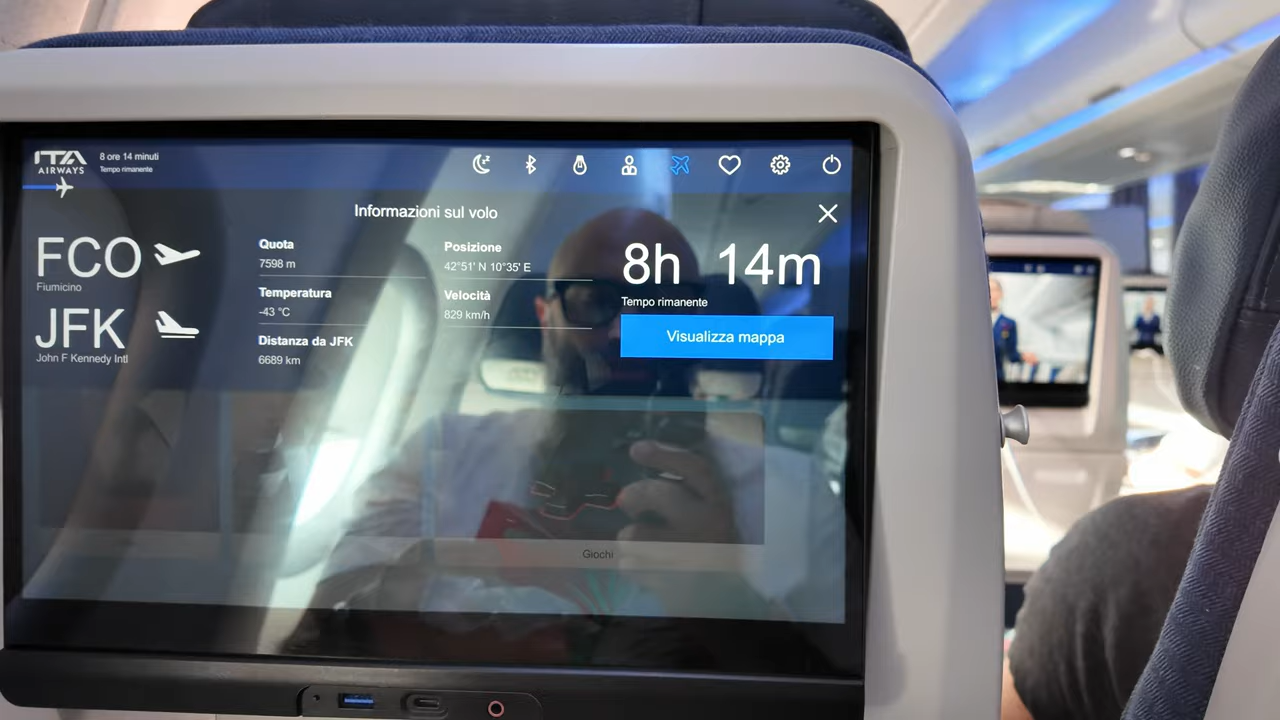 ITA
AIRWAYS
8 ore 14 minuti
Tempo rimanente
Informazioni sul volo
FCO
Fiumicino
JFK
John F Kennedy Intl
Quota
7598 m
Temperatura
-43 °C
Distanza da JFK
6689 km
Posizione
42°51' N 10°35' E
Velocità
829 km/h
8h 14m
Tempo rimanente
Visualizza mappa
Giochi